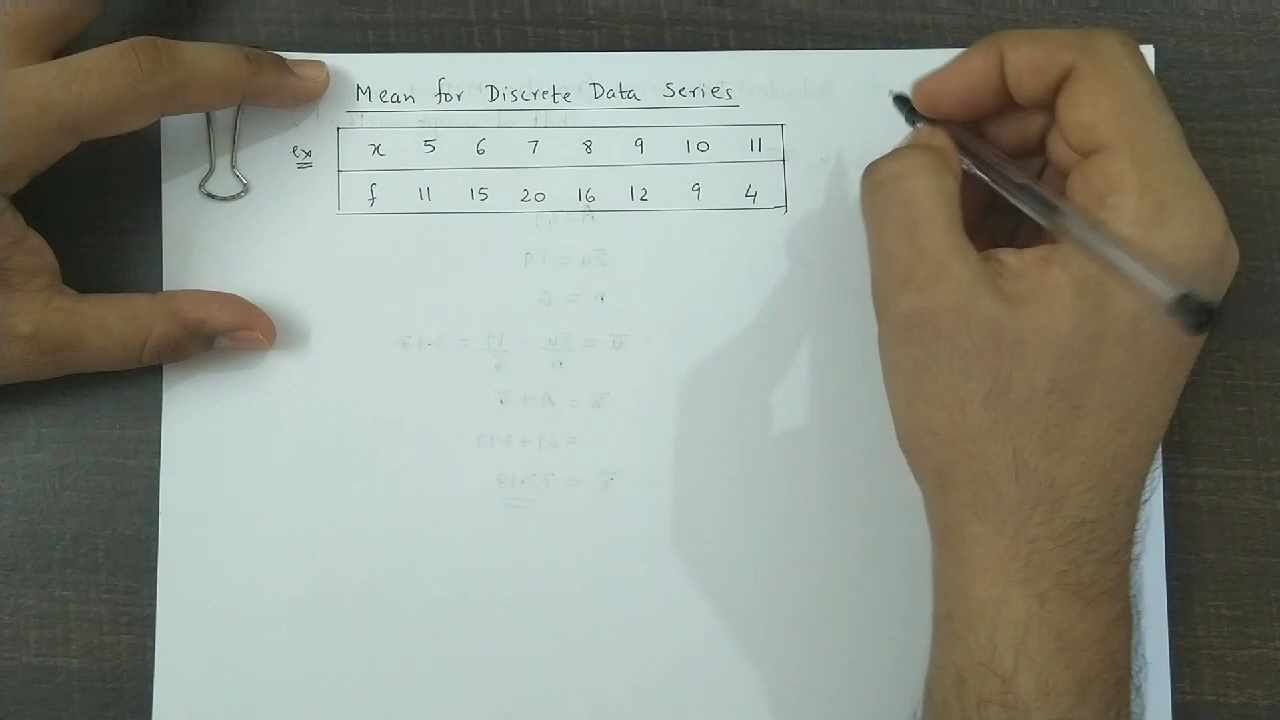 Mean for Discrete Data Series
ex
x 5 6 7 8 9 10 11
f 11 15 20 16 12 9 4